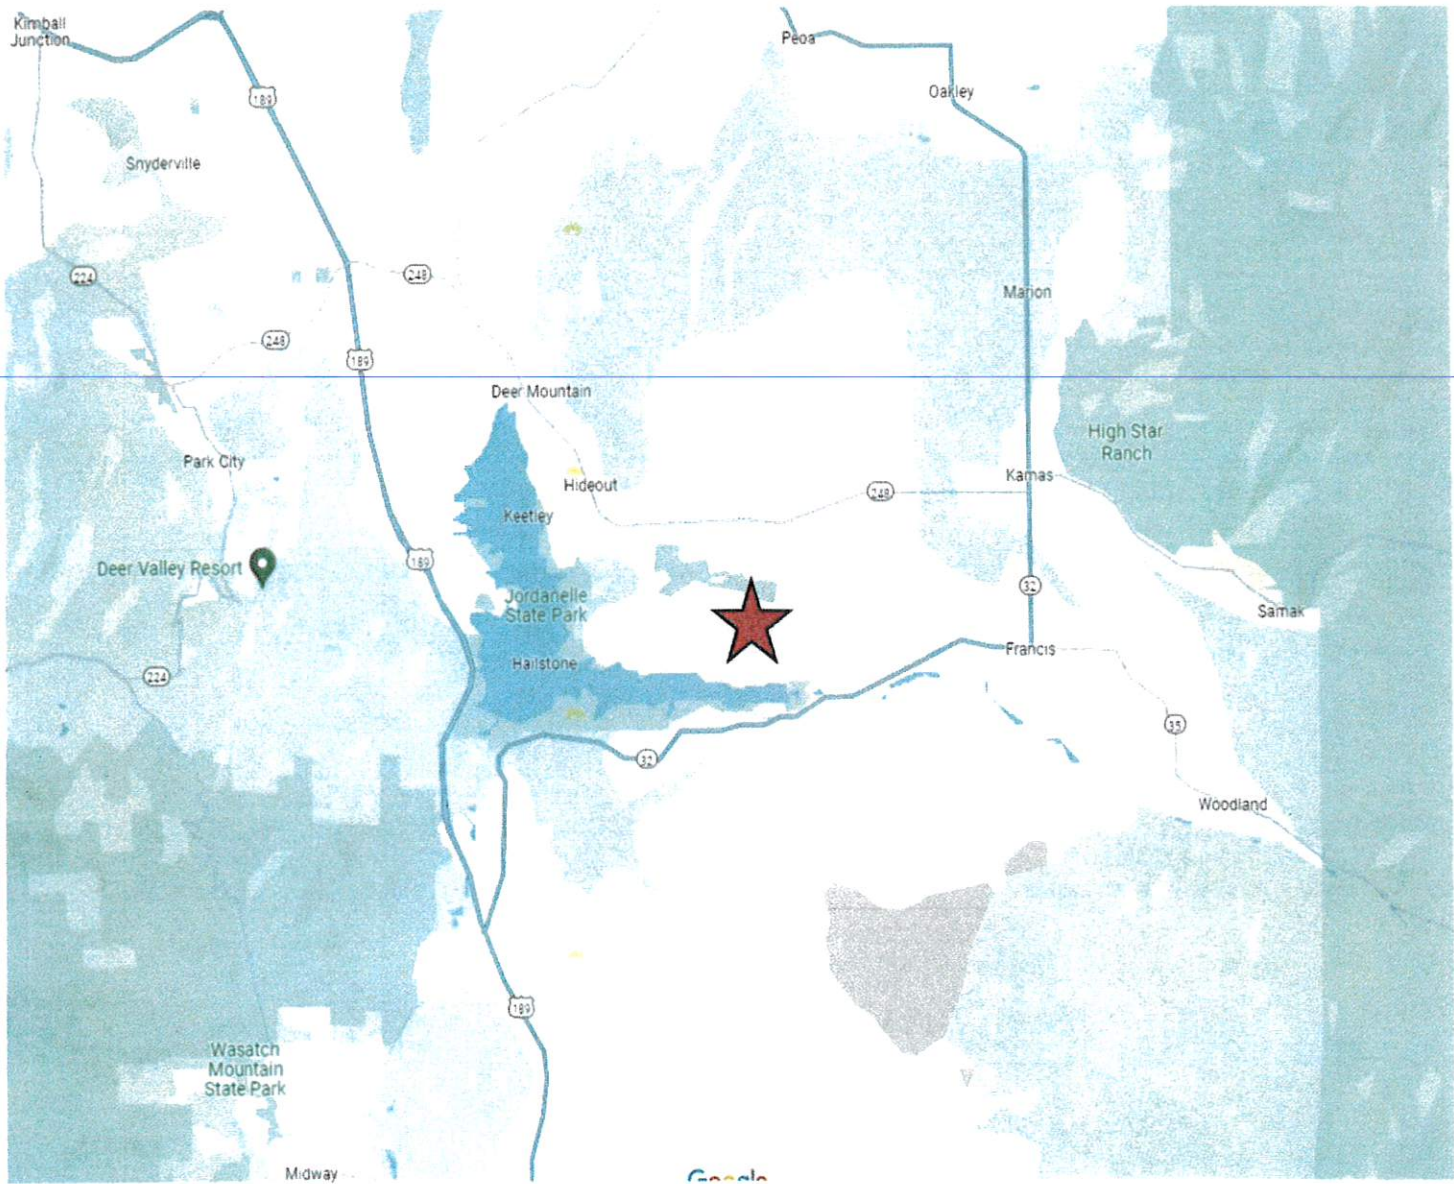 Kimball
Junction
Peoa
Oakley
189
Snyderville
224
248
Marion
248
189
Deer Mountain
High Star
Ranch
Park City
Kamas
Hideout
248
Keetley
189
Deer Valley Resort
32
Jordanelle
State Park
Samak
Francis
Hailstone
224
35
32
Woodland
189
Wasatch
Mountain
State Park
Midway
Google